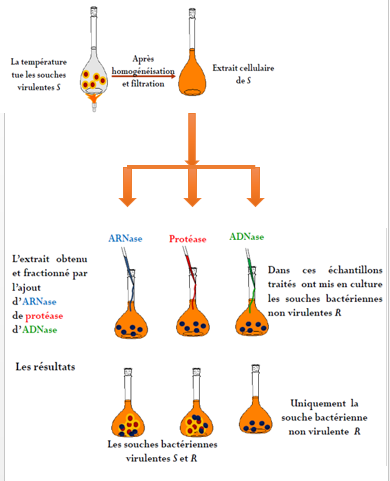 La température
tue les souches
virulentes S
Après
homogénéisation
et filtration
Extrait cellulaire
de S
ARNase
Protéase
ADNase
L'extrait obtenu
et fractionné par
l'ajout
d'ARNase
de protéase
d'ADNase
Dans ces échantillons
traités ont mis en culture
les souches bactériennes
non virulentes R
Les résultats
Les souches bactériennes
virulentes S et R
Uniquement la
souche bactérienne
non virulente R